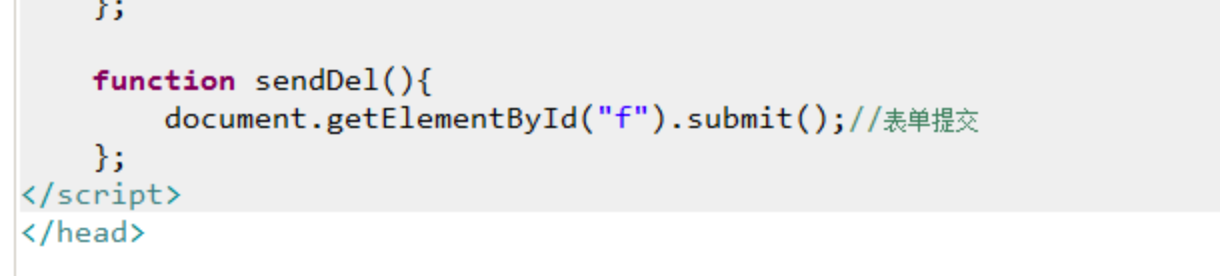 };
function sendDel(){
document.getElementById("f").submit();//表单提交
};
</script>
</head>